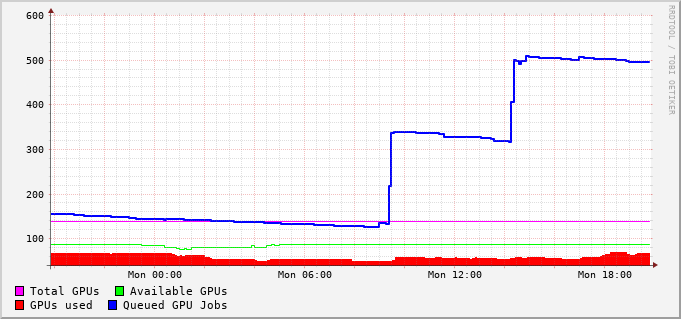 600
500
400
300
200
100
Mon 00:00 Mon 06:00 Mon 12:00 Mon 18:00
Total GPUs Available GPUs
GPUs used Queued GPU Jobs
RRDTOOL / TOBI OETIKER